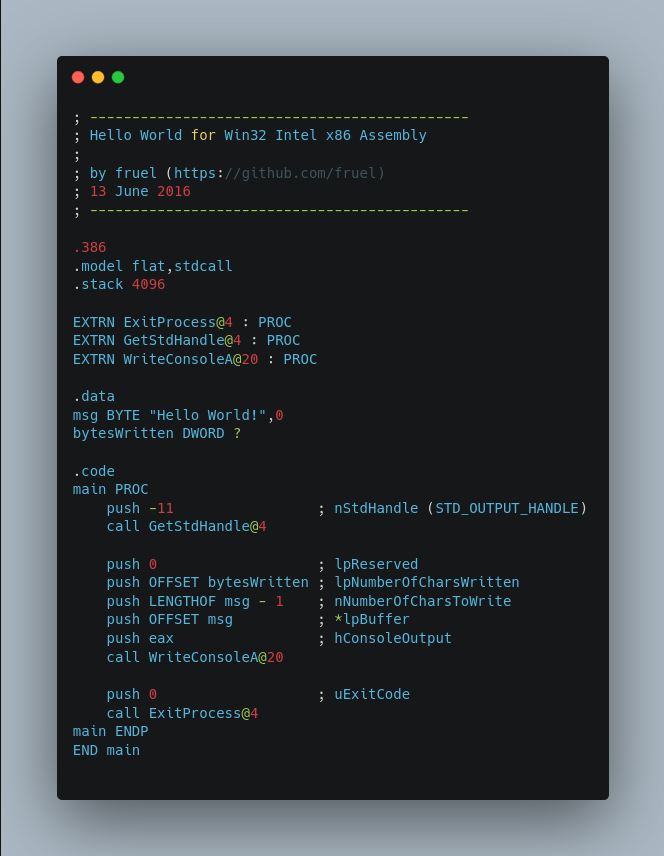 ; ---------------------------------------------
; Hello World for Win32 Intel x86 Assembly
;
; by fruel (https://github.com/fruel)
; 13 June 2016
; ---------------------------------------------

.386
.model flat,stdcall
.stack 4096

EXTRN ExitProcess@4 : PROC
EXTRN GetStdHandle@4 : PROC
EXTRN WriteConsoleA@20 : PROC

.data
msg BYTE "Hello World!",0
bytesWritten DWORD ?

.code
main PROC
    push -11                 ; nStdHandle (STD_OUTPUT_HANDLE)
    call GetStdHandle@4

    push 0                   ; lpReserved
    push OFFSET bytesWritten ; lpNumberOfCharsWritten
    push LENGTHOF msg - 1    ; nNumberOfCharsToWrite
    push OFFSET msg          ; *lpBuffer
    push eax                 ; hConsoleOutput
    call WriteConsoleA@20

    push 0                   ; uExitCode
    call ExitProcess@4
main ENDP
END main